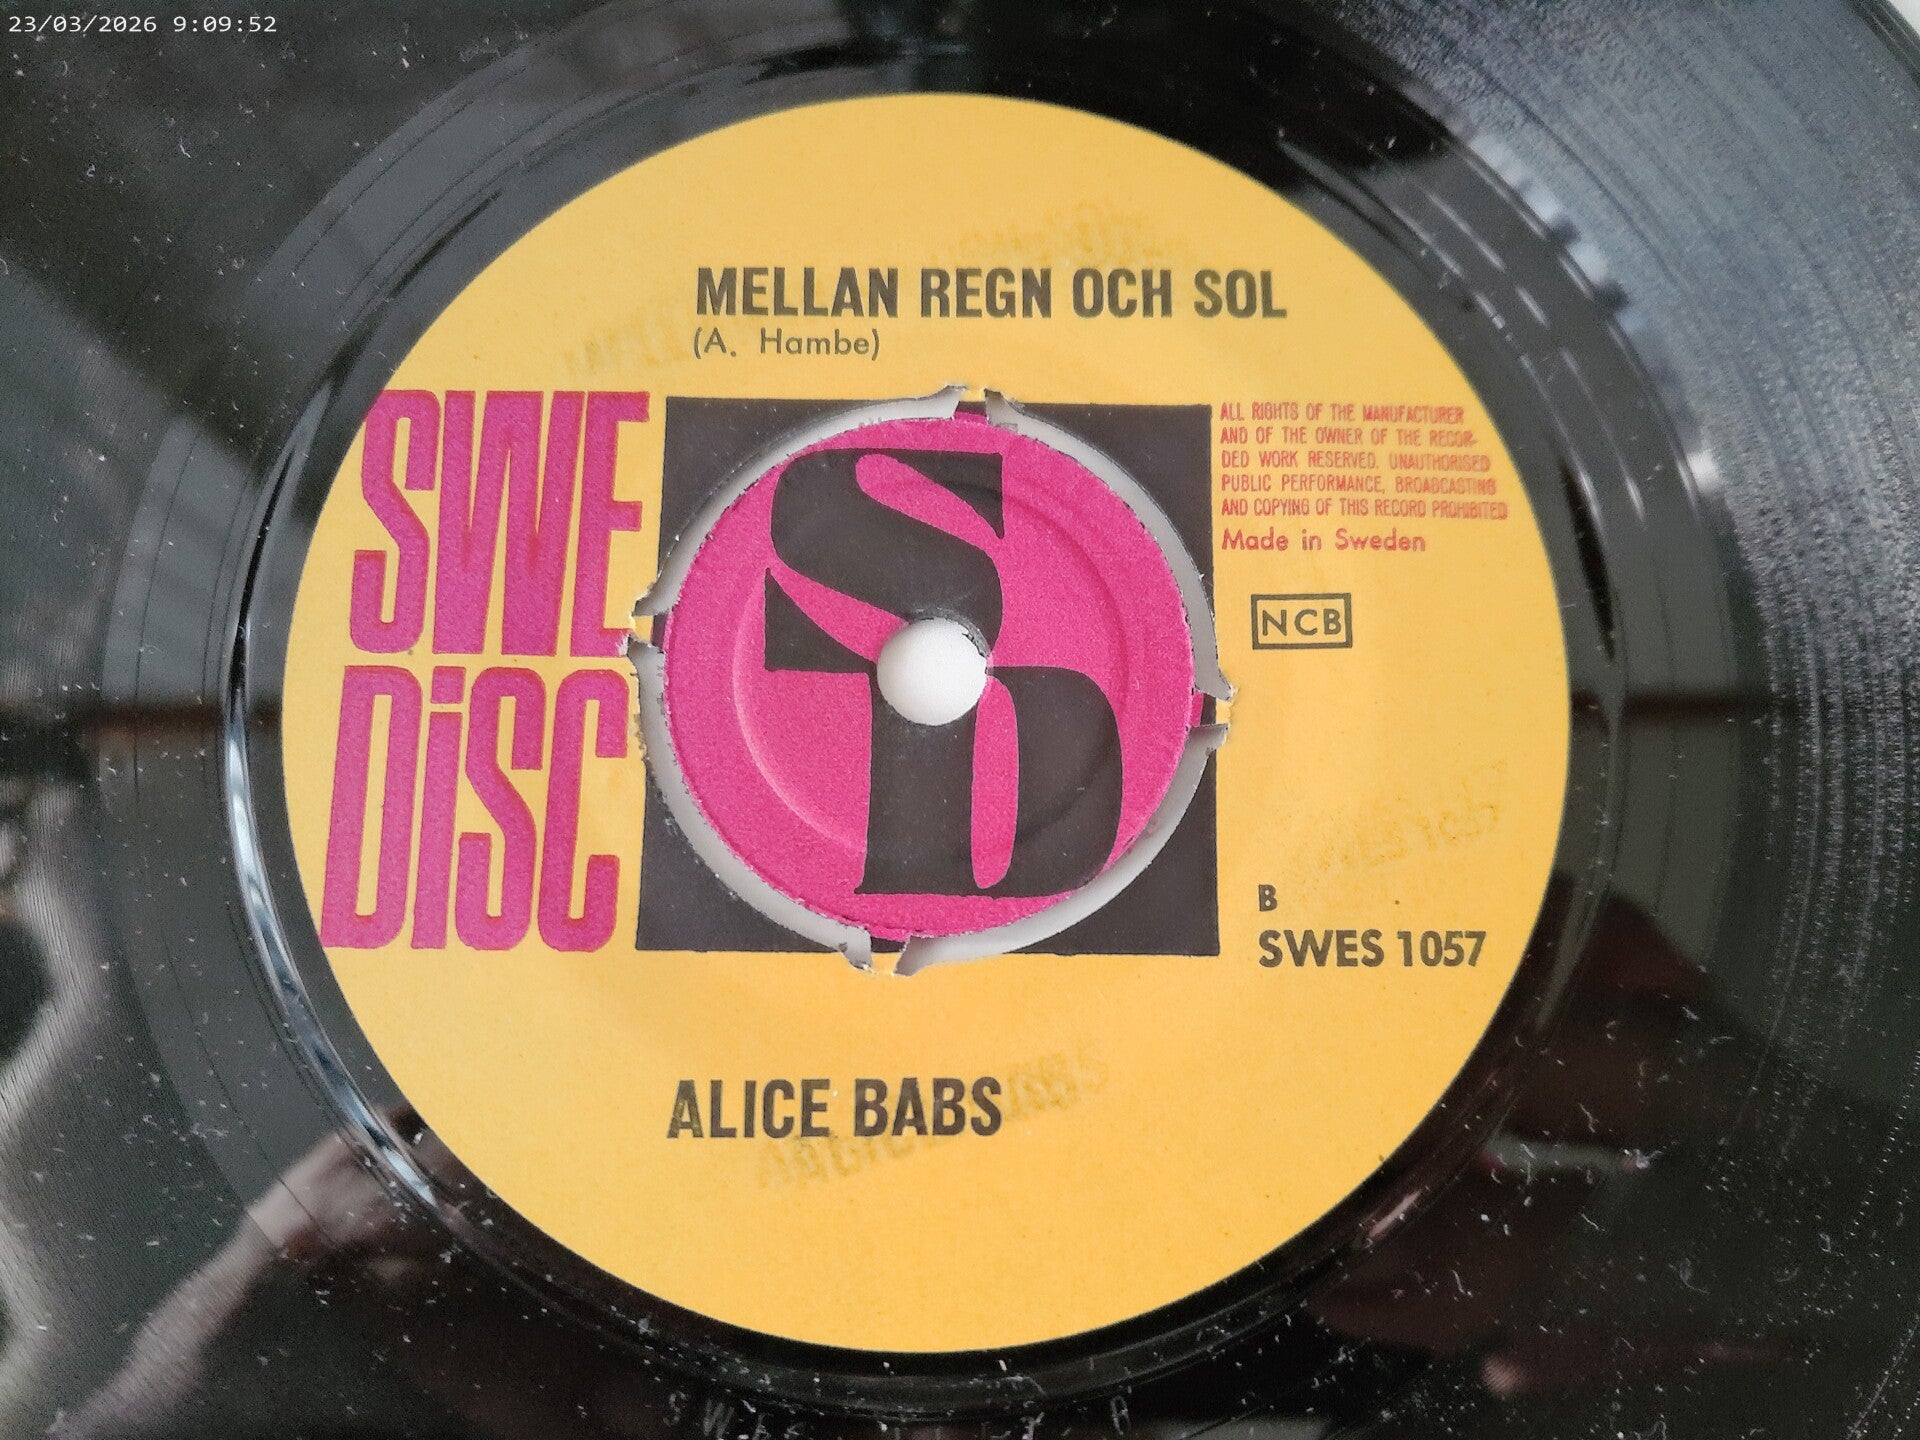 23/03/2026 9:09:52
MELLAN REGN OCH SOL
(A. Hambe)
SWE
DiSC
SD
ALL RIGHTS OF THE MANUFACTURER
AND OF THE OWNER OF THE RECOR-
DED WORK RESERVED. UNAUTHORISED
PUBLIC PERFORMANCE, BROADCASTING
AND COPYING OF THIS RECORD PROHIBITED
Made in Sweden
NCB
B
SWES 1057
ALICE BABS